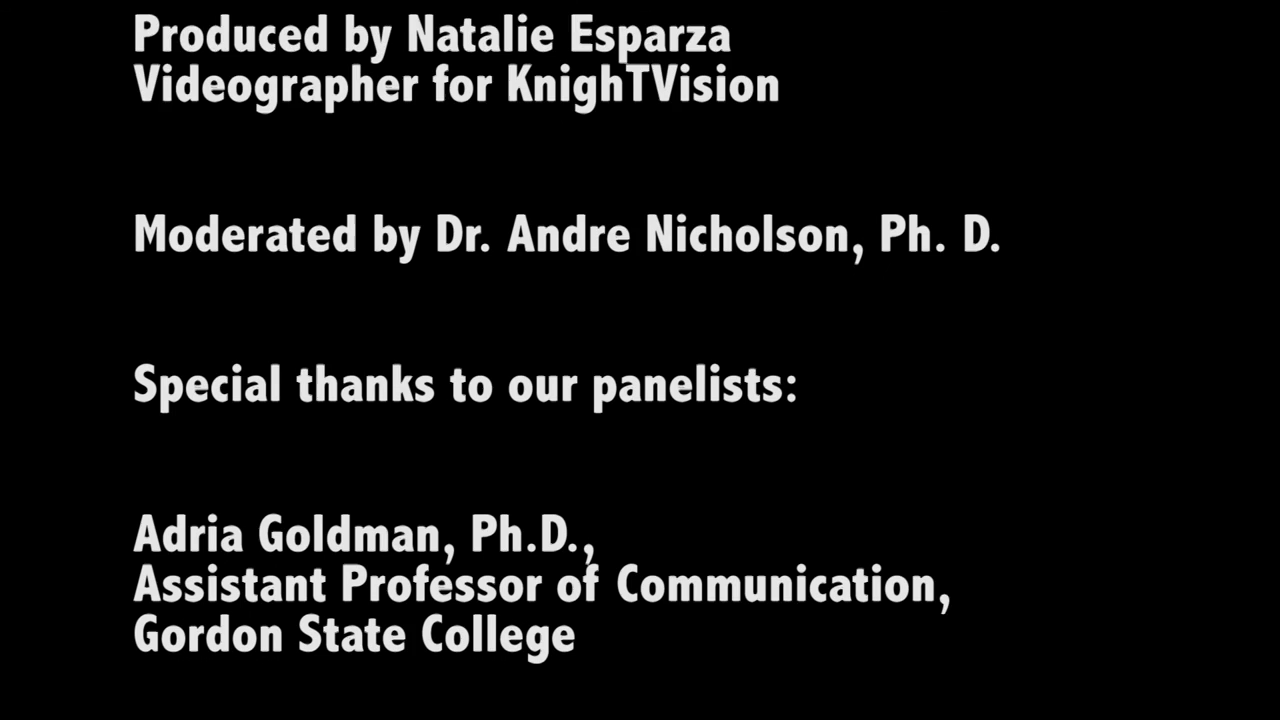 Produced by Natalie Esparza
Videographer for KnighTVision
Moderated by Dr. Andre Nicholson, Ph. D.
Special thanks to our panelists:
Adria Goldman, Ph.D.,
Assistant Professor of Communication,
Gordon State College